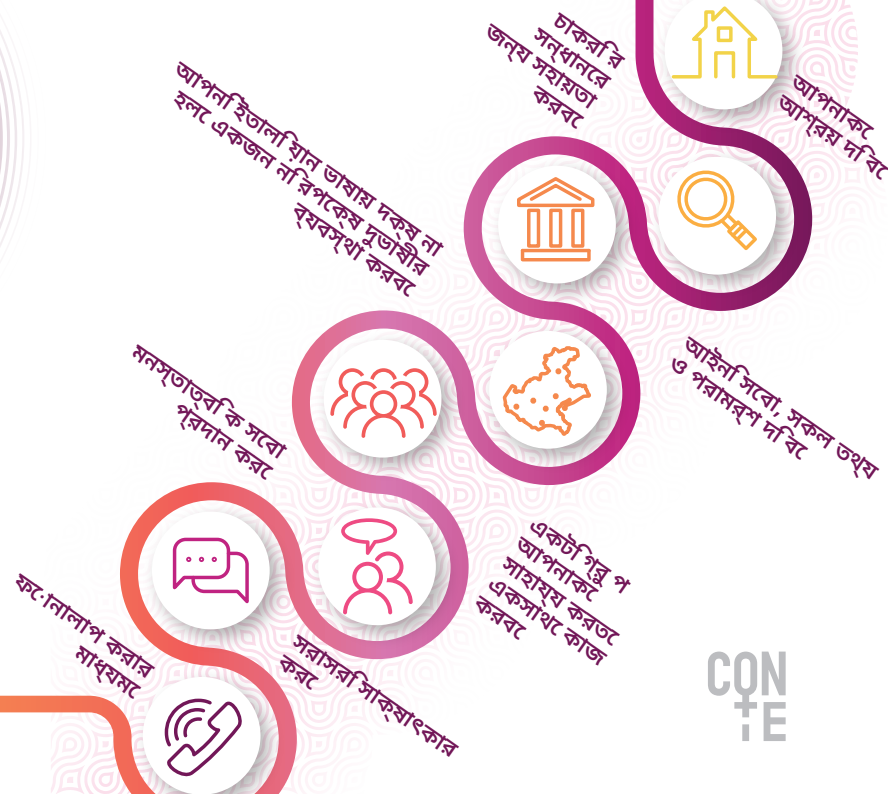 চাকরির
সন্ধানের
জন্য সহায়তা
করবে
আপনাকে
আশ্রয় দিবে
আপনি ইতালিয়ান ভাষায় দক্ষ না
হলে একজন নিরপেক্ষ দুভাষীর
ব্যবস্থা করবে
আইনি সেবা, সকল তথ্য
ও পরামর্শ দিবে
মনস্তাত্ত্বিক সেবা
প্রদান করে
একটি গ্রুপ
আপনাকে
সাহায্য করতে
একসাথে কাজ
করবে
ফোনালাপ করার
মাধ্যমে
সরাসরি সাক্ষাৎকার
করে
CON
TE